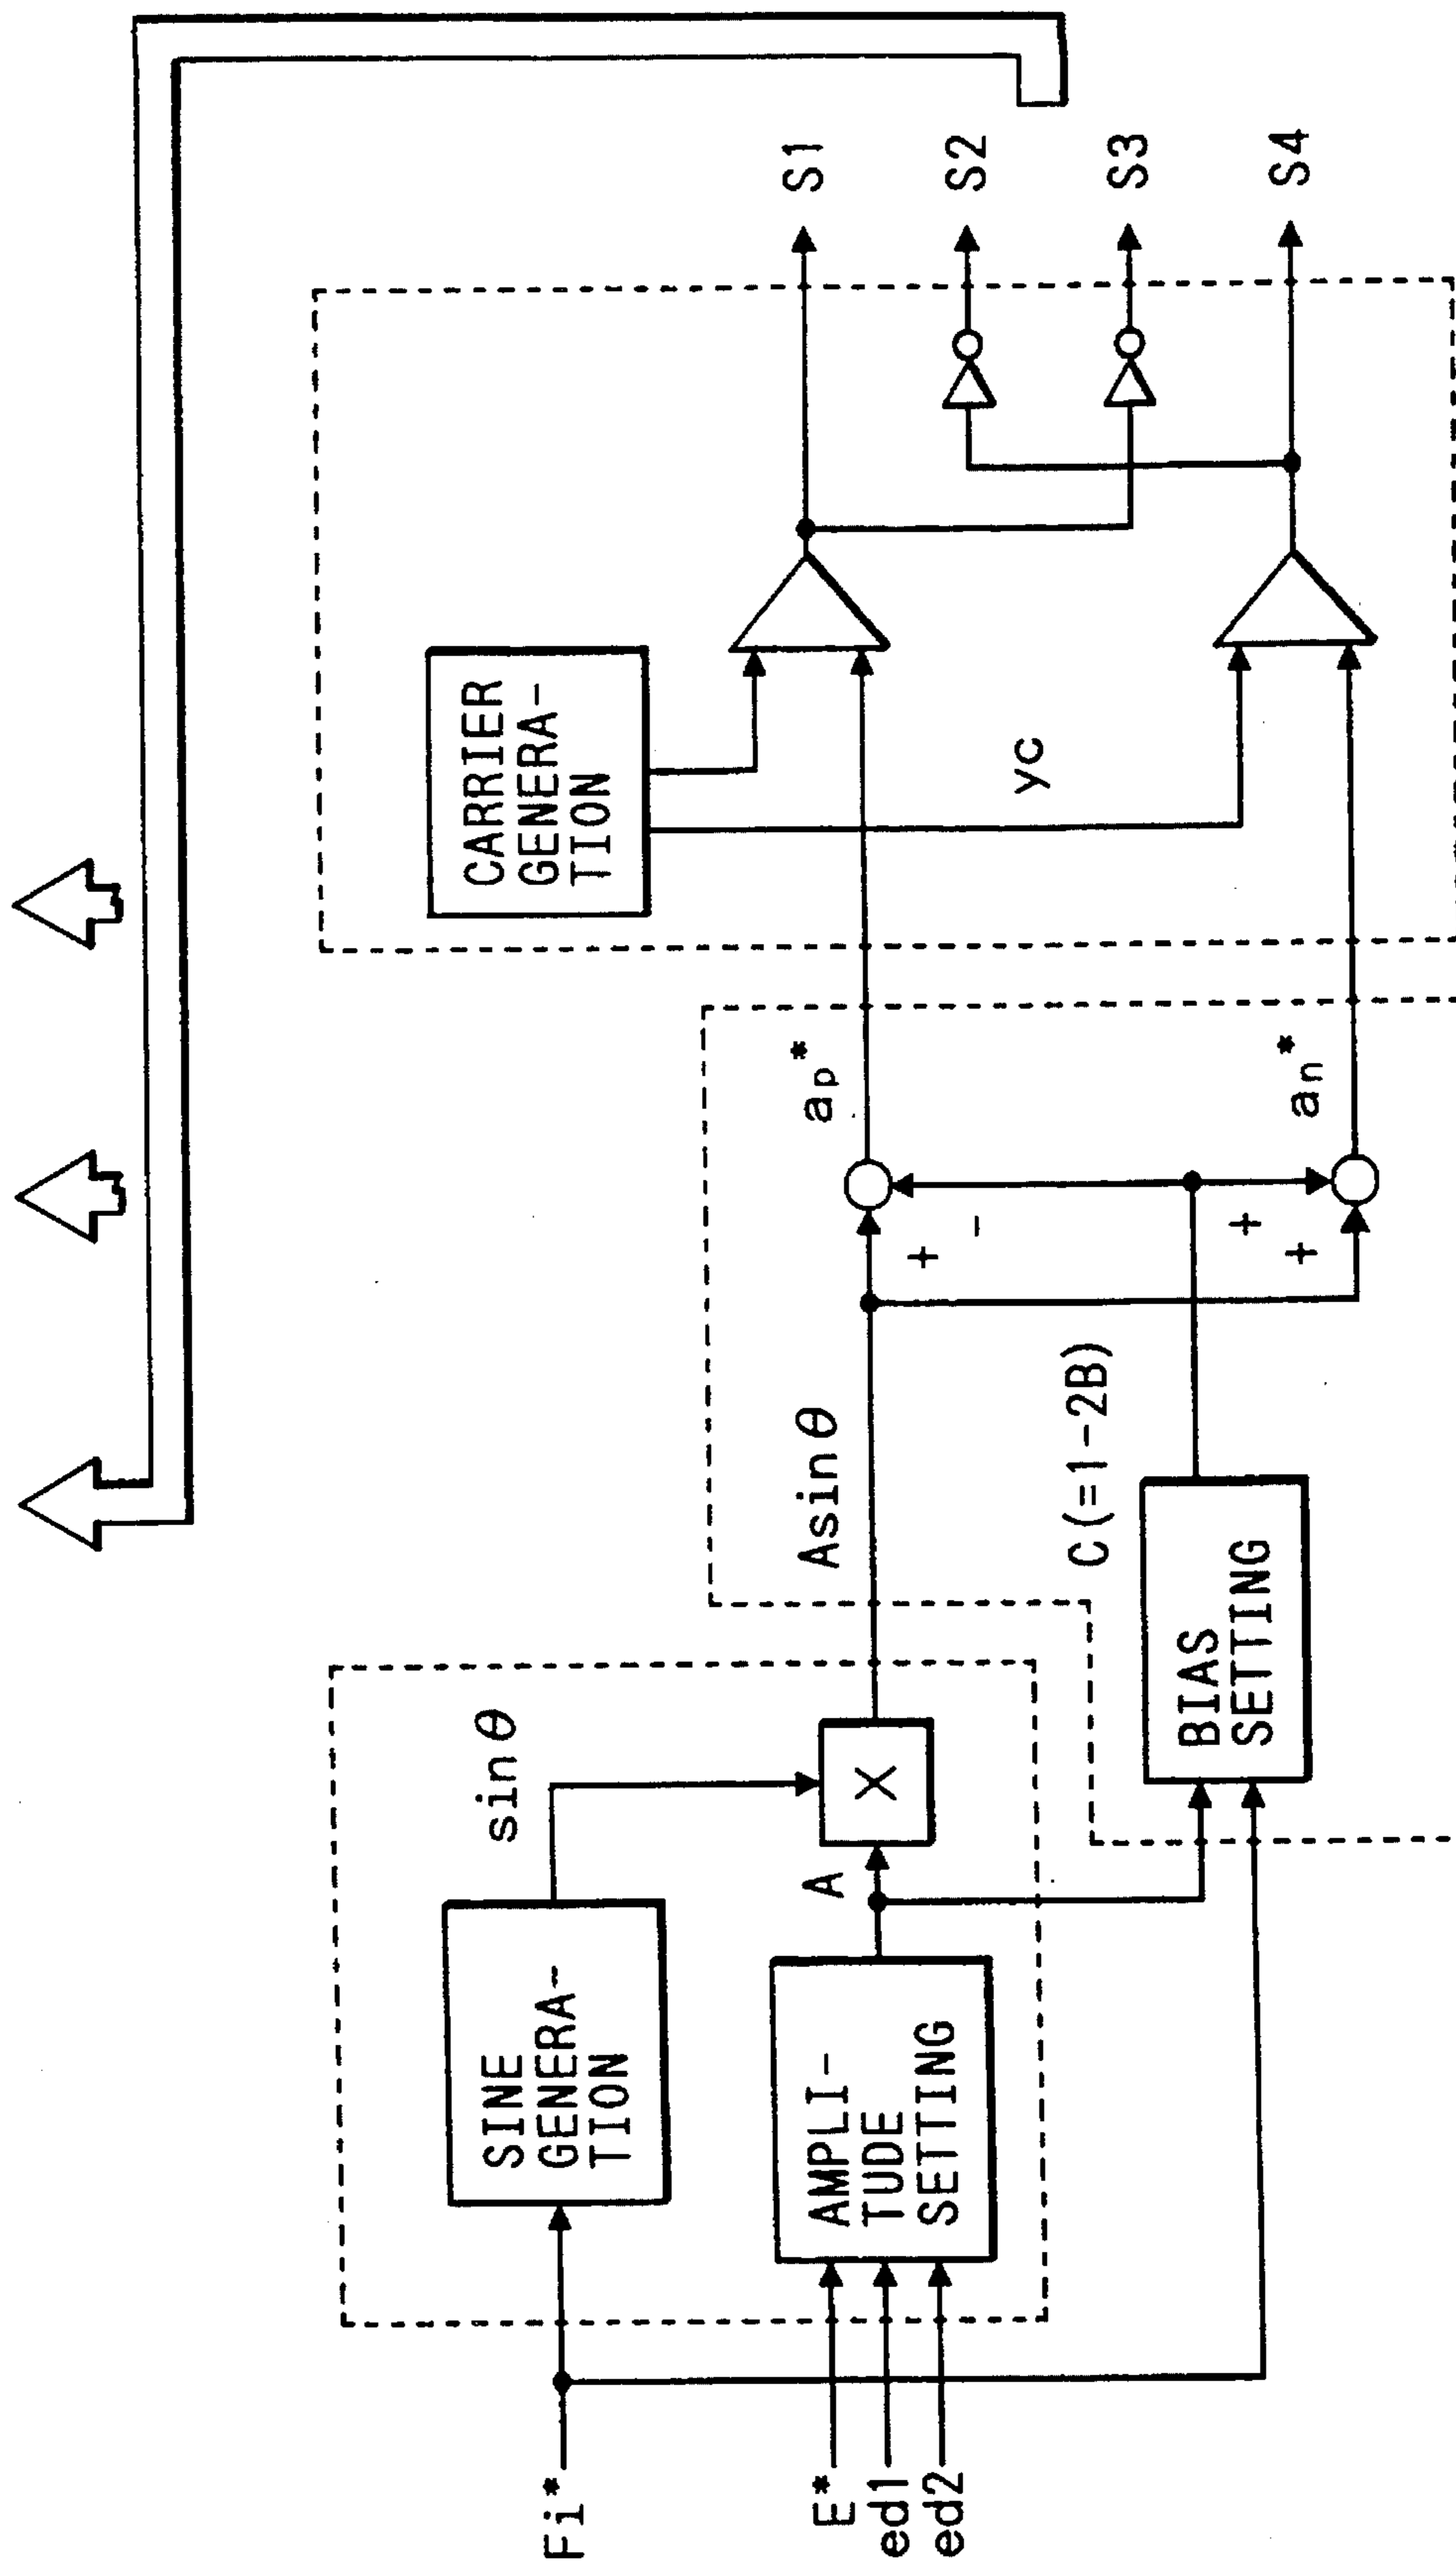 Fi*
E*
ed1
ed2
SINE
GENERA-
TION
AMPLI-
TUDE
SETTING
sinθ
A
X
BIAS
SETTING
Asinθ
C(=1-2B)
+
-
+
+
ap*
an*
CARRIER
GENERA-
TION
yc
S1
S2
S3
S4